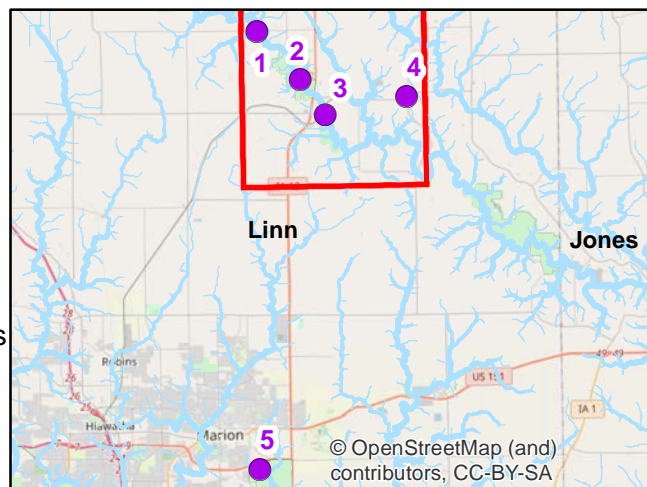 1
2
3
4
Linn
Jones
s
Robins
Hiawatha
Marion
US 151
IA 1
5
© OpenStreetMap (and)
contributors, CC-BY-SA